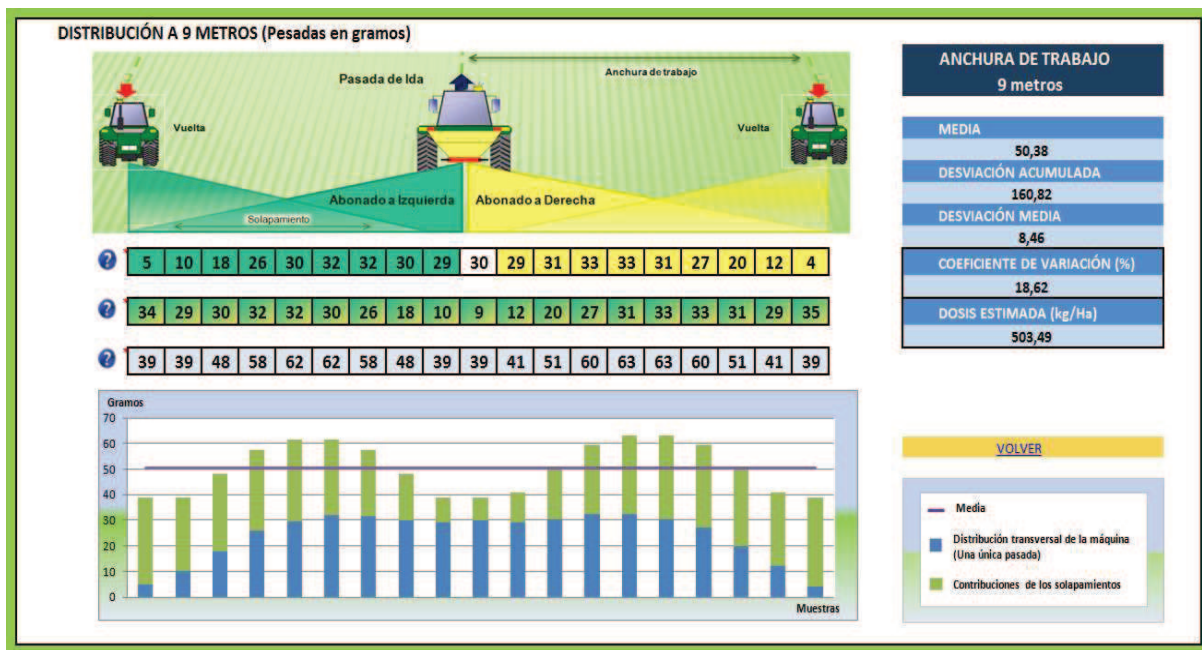 DISTRIBUCIÓN A 9 METROS (Pesadas en gramos)
Pasada de Ida
Anchura de trabajo
Vuelta
Vuelta
Abonado a Izquierda
Abonado a Derecha
Solapamiento
? 5 10 18 26 30 32 32 30 29 30 29 31 33 33 31 27 20 12 4
? 34 29 30 32 32 30 26 18 10 9 12 20 27 31 33 33 31 29 35
? 39 39 48 58 62 62 58 48 39 39 41 51 60 63 63 60 51 41 39
Gramos
70
60
50
40
30
20
10
0
Muestras
ANCHURA DE TRABAJO
9 metros
MEDIA
50,38
DESVIACIÓN ACUMULADA
160,82
DESVIACIÓN MEDIA
8,46
COEFICIENTE DE VARIACIÓN (%)
18,62
DOSIS ESTIMADA (kg/Ha)
503,49
VOLVER
Media
Distribución transversal de la máquina
(Una única pasada)
Contribuciones de los solapamientos